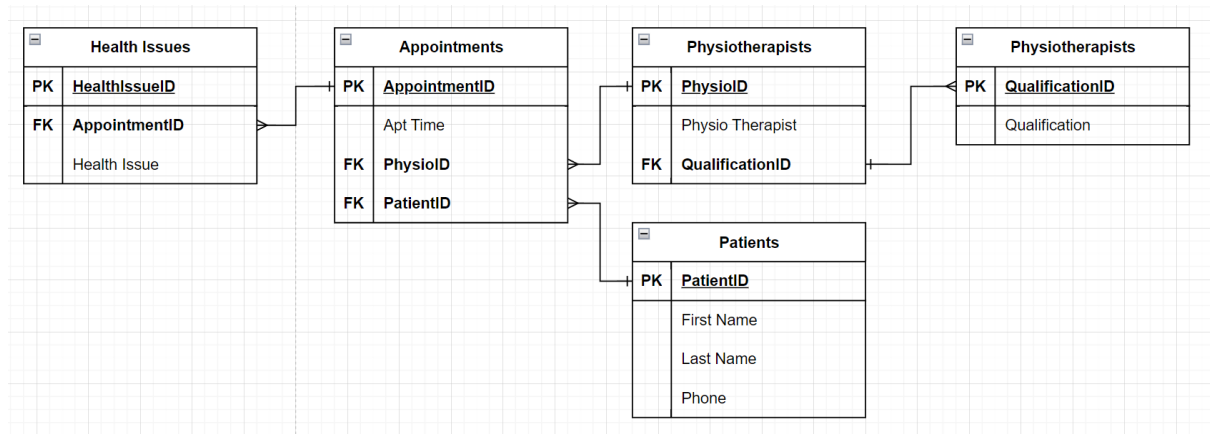 Health Issues
PK HealthIssueID
FK AppointmentID
Health Issue
Appointments
PK AppointmentID
Apt Time
FK PhysioID
FK PatientID
Physiotherapists
PK PhysioID
Physio Therapist
FK QualificationID
Physiotherapists
PK QualificationID
Qualification
Patients
PK PatientID
First Name
Last Name
Phone